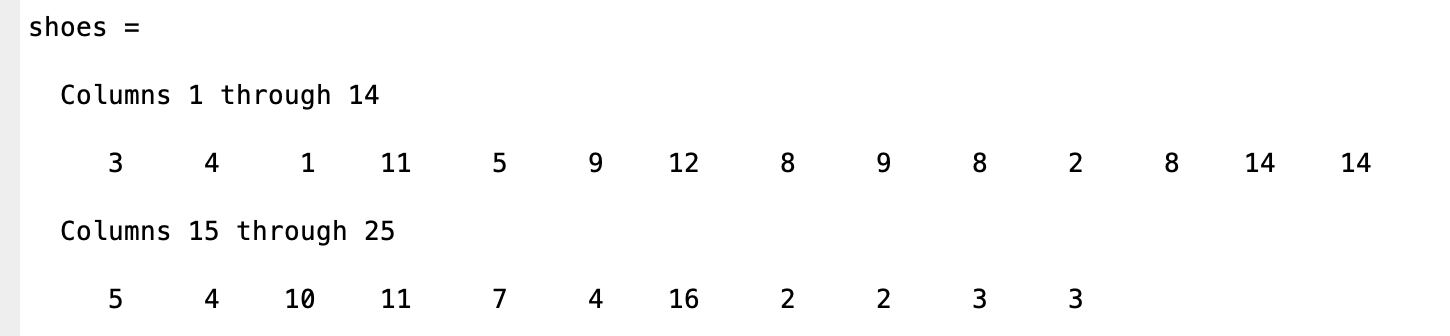 shoes =
Columns 1 through 14
3 4 1 11 5 9 12 8 9 8 2 8 14 14
Columns 15 through 25
5 4 10 11 7 4 16 2 2 3 3